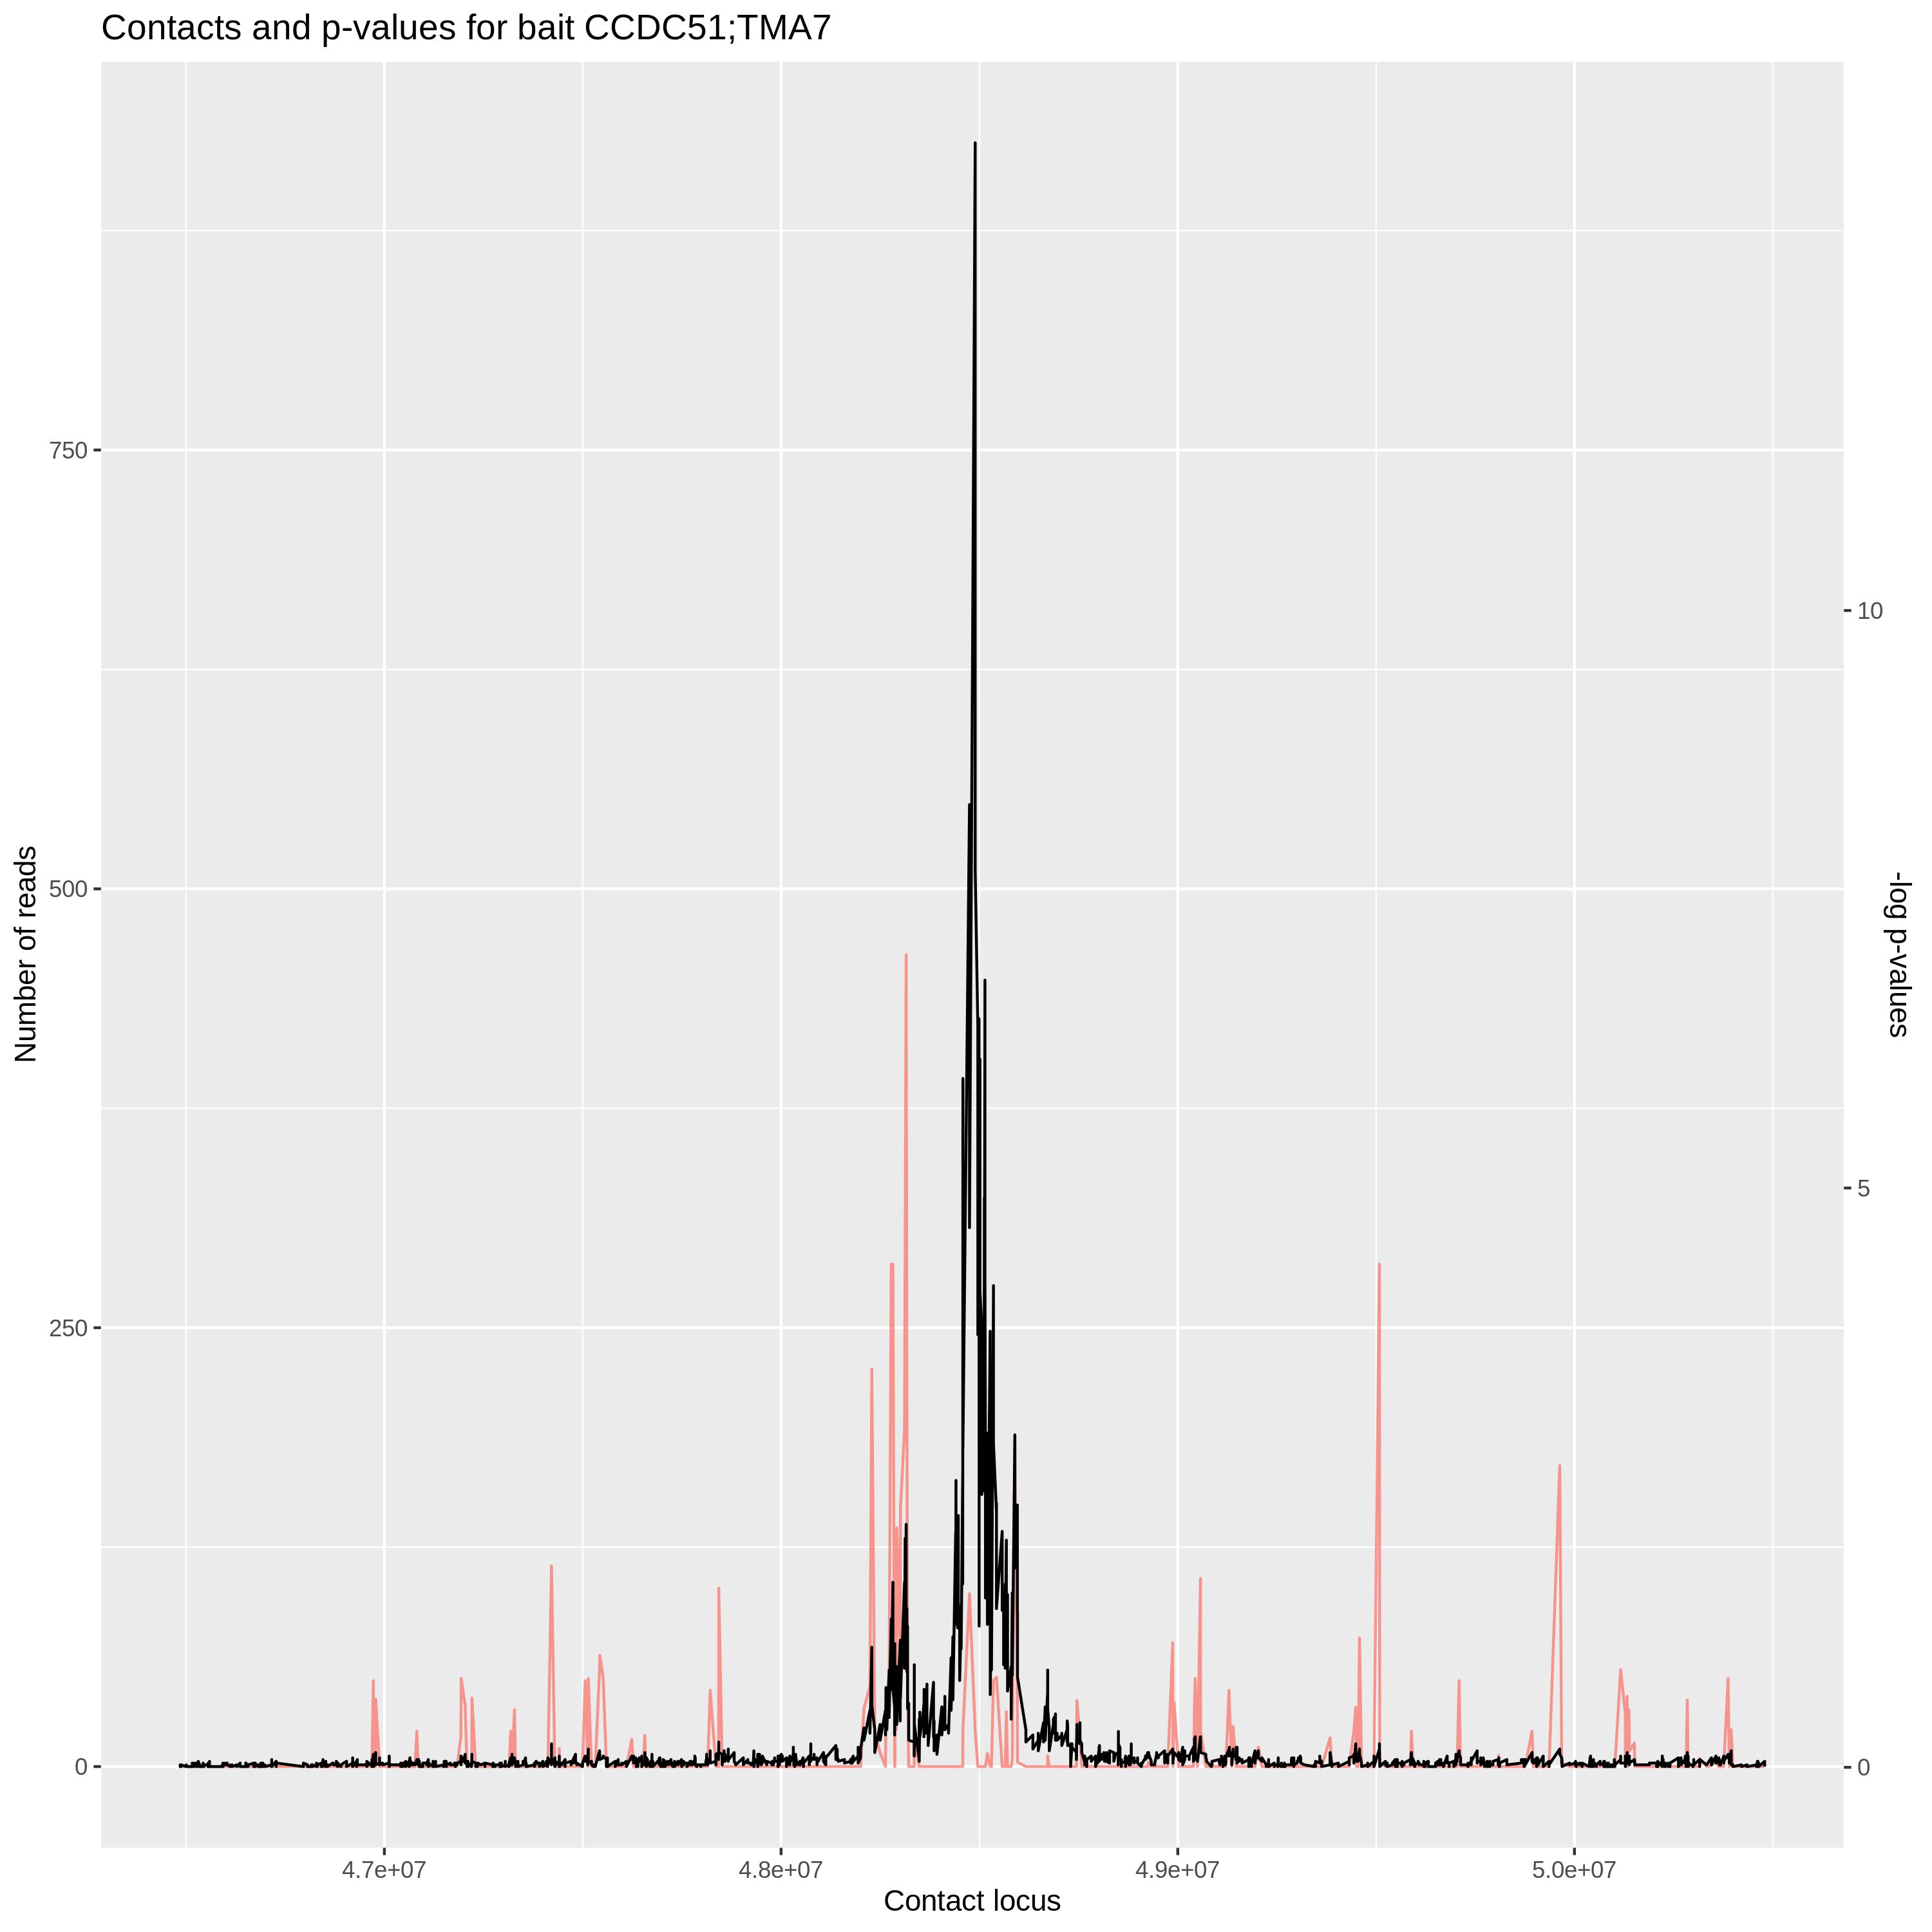 Contacts and p-values for bait CCDC51;TMA7
Number of reads
750
500
250
0
10
5
0
-log p-values
4.7e+07
4.8e+07
4.9e+07
5.0e+07
Contact locus